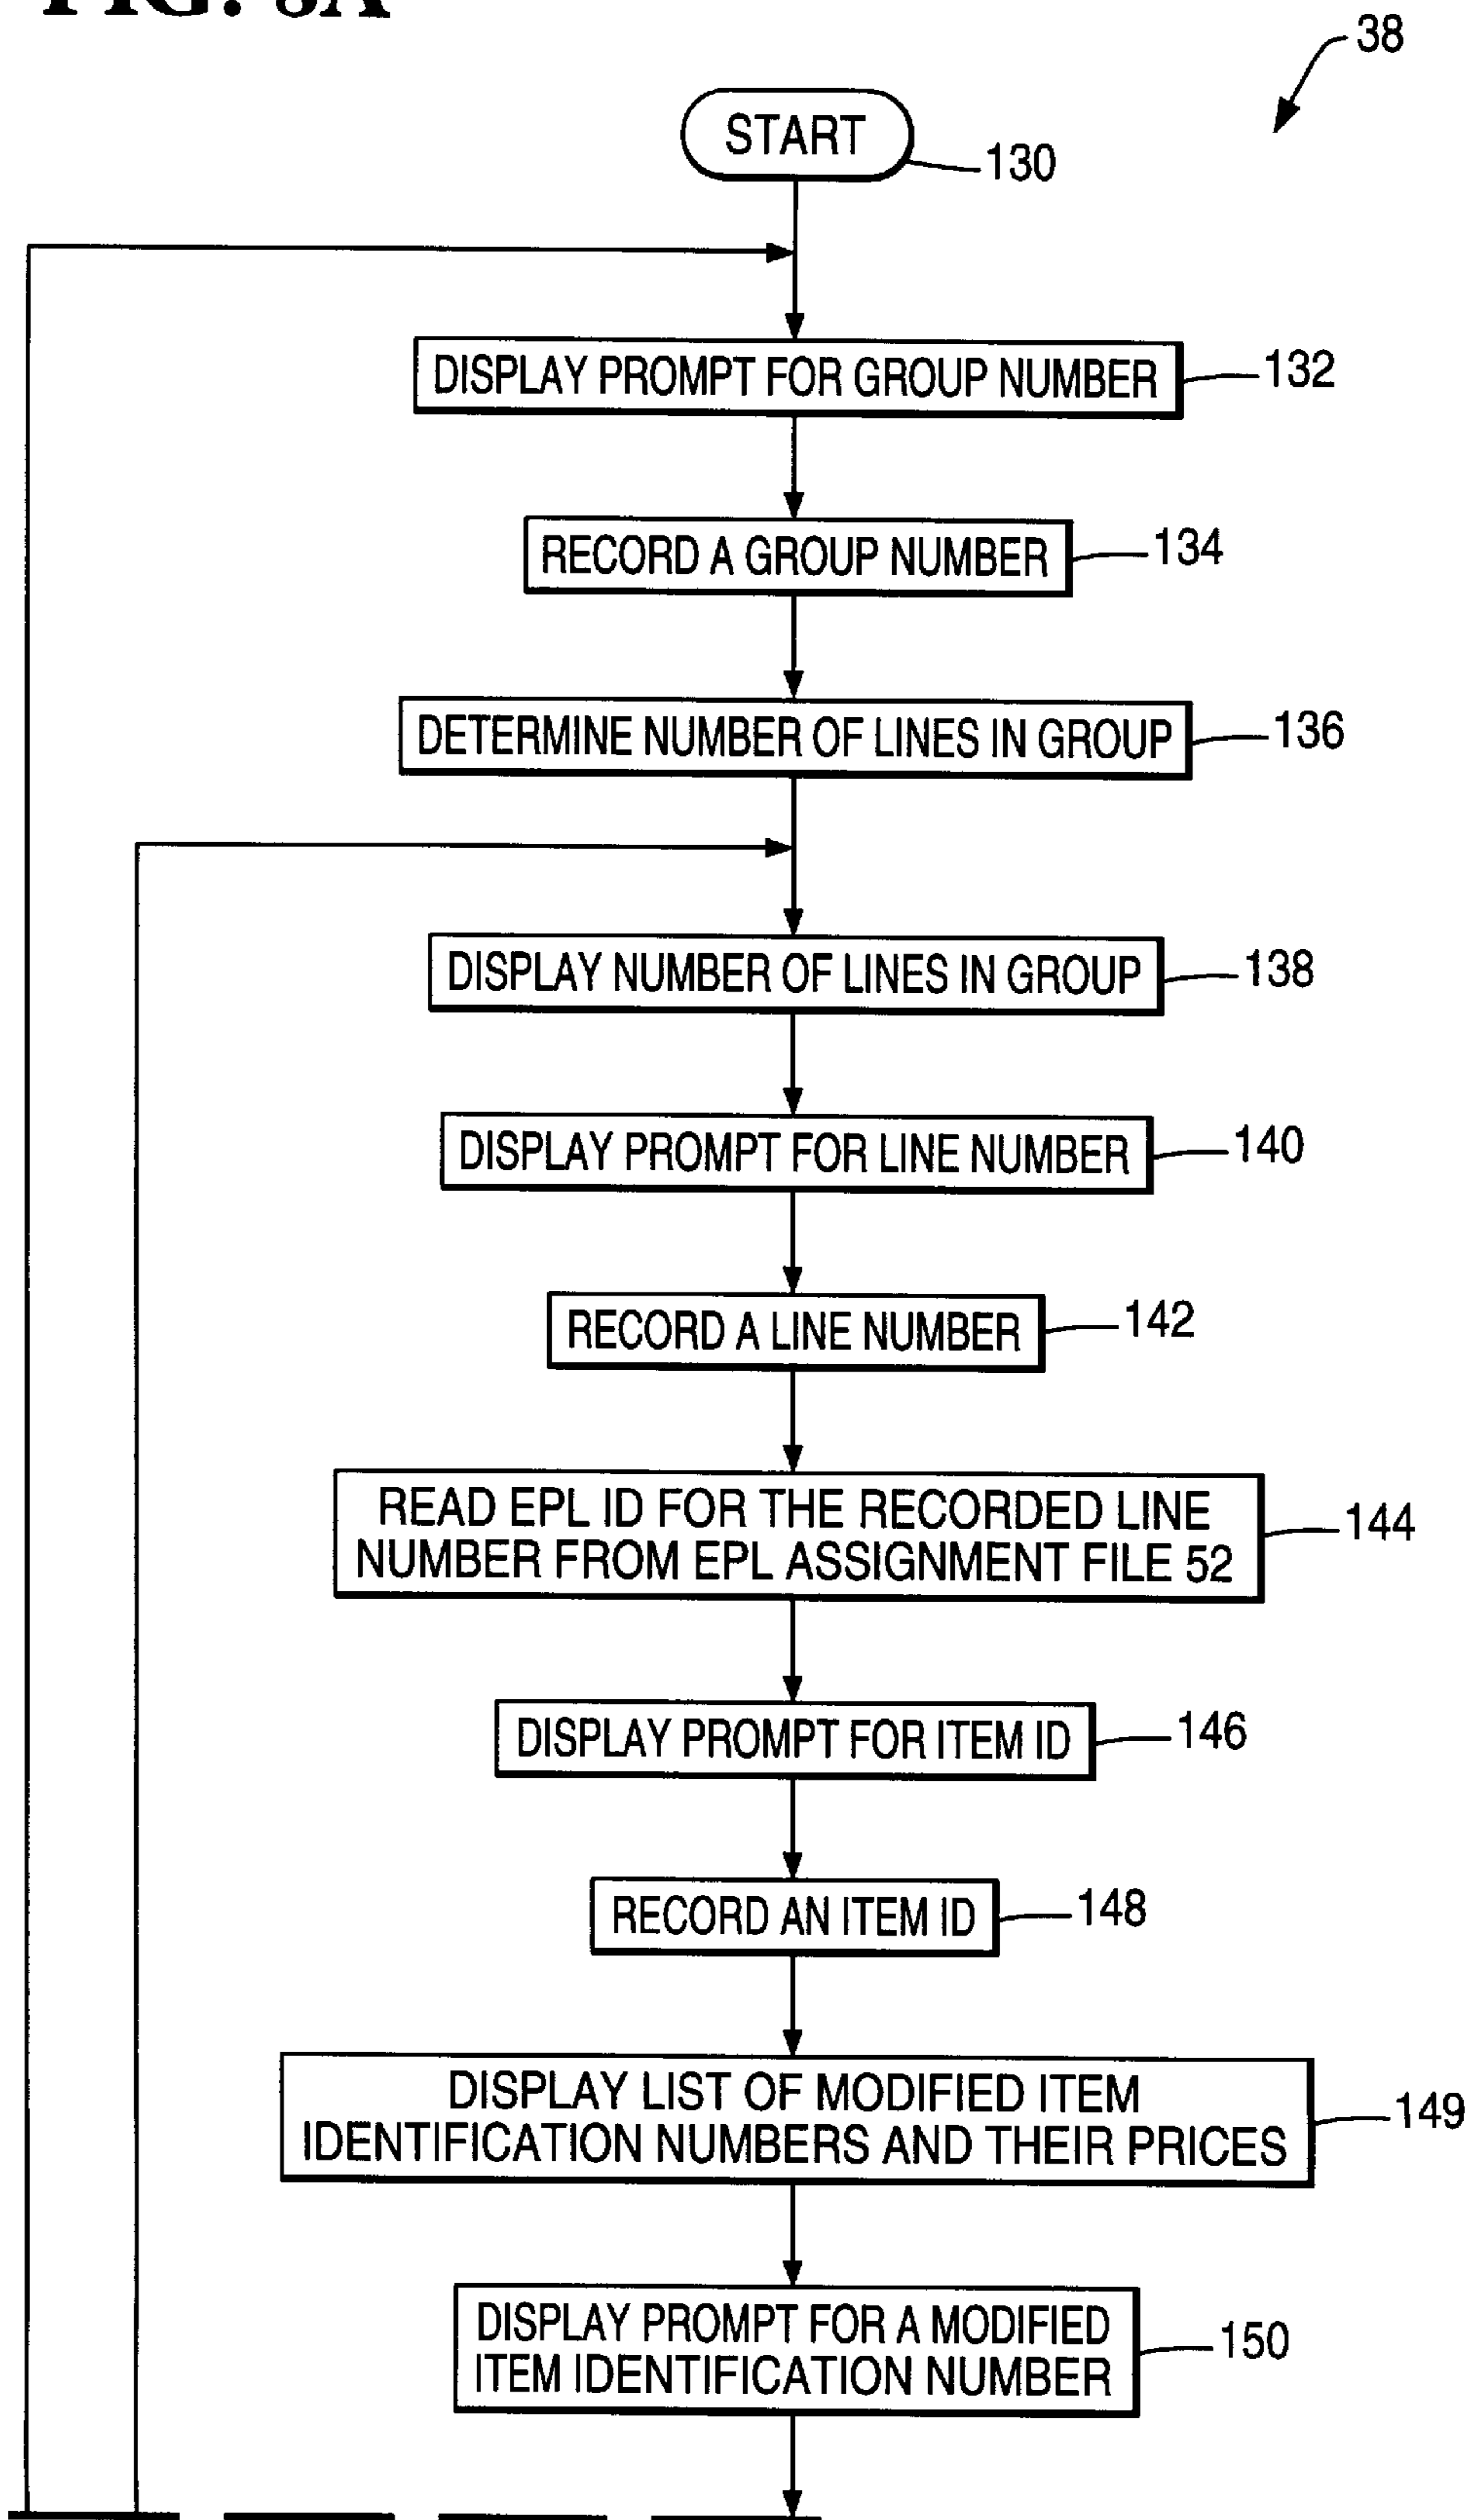 FIG.
38
START
130
DISPLAY PROMPT FOR GROUP NUMBER
132
RECORD A GROUP NUMBER
134
DETERMINE NUMBER OF LINES IN GROUP
136
DISPLAY NUMBER OF LINES IN GROUP
138
DISPLAY PROMPT FOR LINE NUMBER
140
RECORD A LINE NUMBER
142
READ EPL ID FOR THE RECORDED LINE
NUMBER FROM EPL ASSIGNMENT FILE 52
144
DISPLAY PROMPT FOR ITEM ID
146
RECORD AN ITEM ID
148
DISPLAY LIST OF MODIFIED ITEM
IDENTIFICATION NUMBERS AND THEIR PRICES
149
DISPLAY PROMPT FOR A MODIFIED
ITEM IDENTIFICATION NUMBER
150